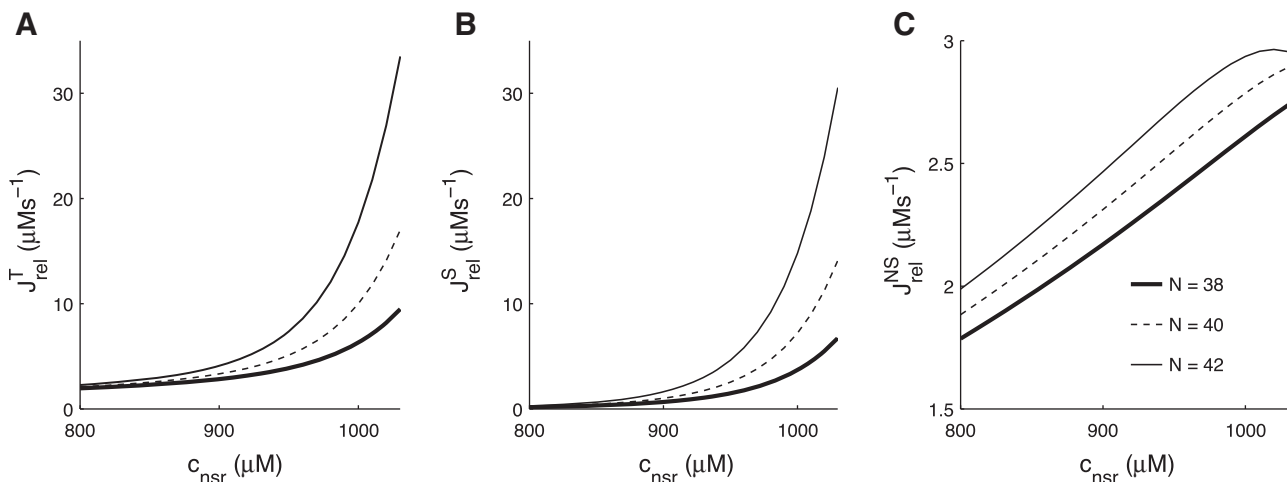 A
J^T_rel (μMs⁻¹)
30
20
10
0
800
900
1000
c_nsr (μM)
B
J^S_rel (μMs⁻¹)
30
20
10
0
800
900
1000
c_nsr (μM)
C
J^NS_rel (μMs⁻¹)
3
2.5
2
1.5
800
900
1000
c_nsr (μM)
N = 38
N = 40
N = 42